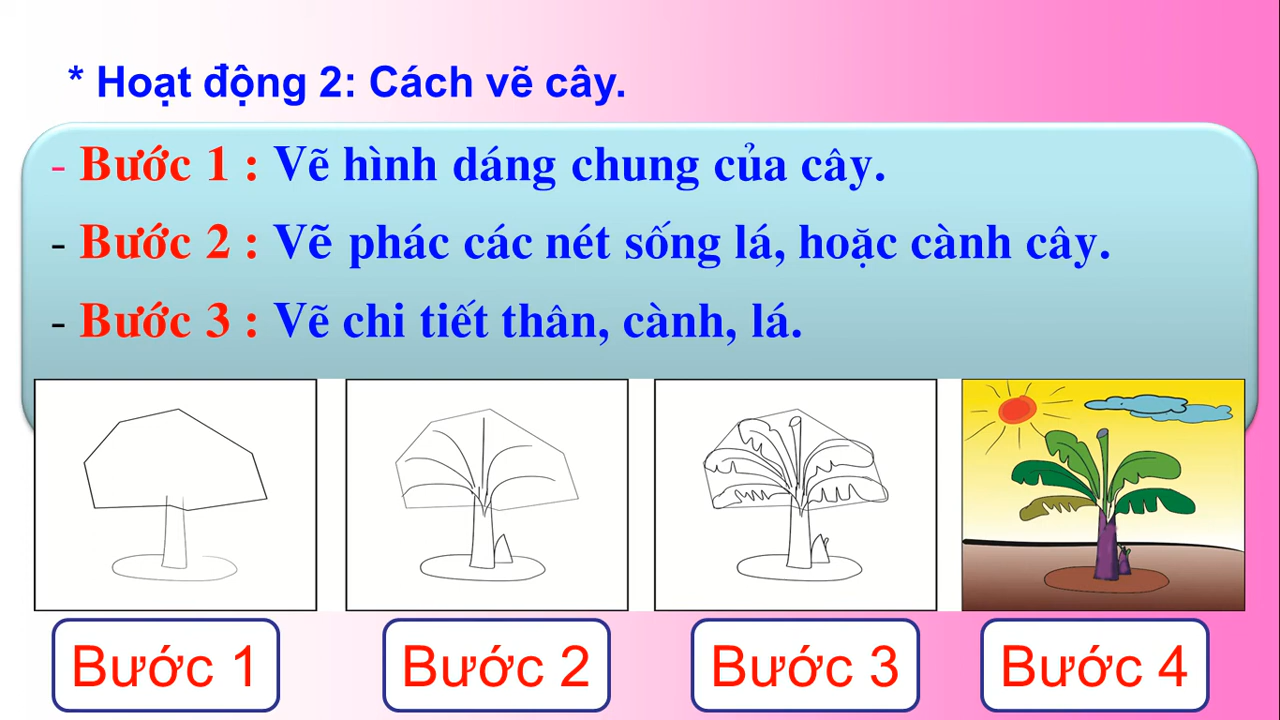 * Hoạt động 2: Cách vẽ cây.
- Bước 1 : Vẽ hình dáng chung của cây.
- Bước 2 : Vẽ phác các nét sống lá, hoặc cành cây.
- Bước 3 : Vẽ chi tiết thân, cành, lá.
Bước 1
Bước 2
Bước 3
Bước 4